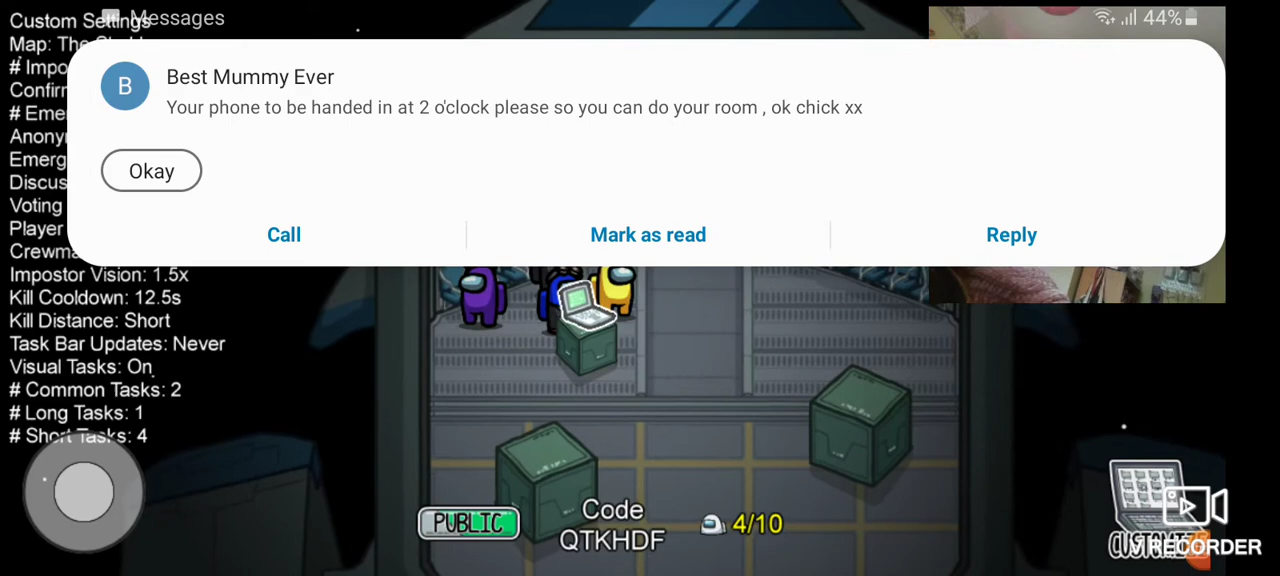 Messages
44%
Custom Settings
Map: The
B
Best Mummy Ever
Your phone to be handed in at 2 o'clock please so you can do your room , ok chick xx
Okay
Call
Mark as read
Reply
# Impo
Confir
# Eme
Anony
Emerg
Discus
Voting
Player
Crewma
Impostor Vision: 1.5x
Kill Cooldown: 12.5s
Kill Distance: Short
Task Bar Updates: Never
Visual Tasks: On
# Common Tasks: 2
# Long Tasks: 1
# Short Tasks: 4
PUBLIC
Code
QTKHDF
4/10
RECORDER